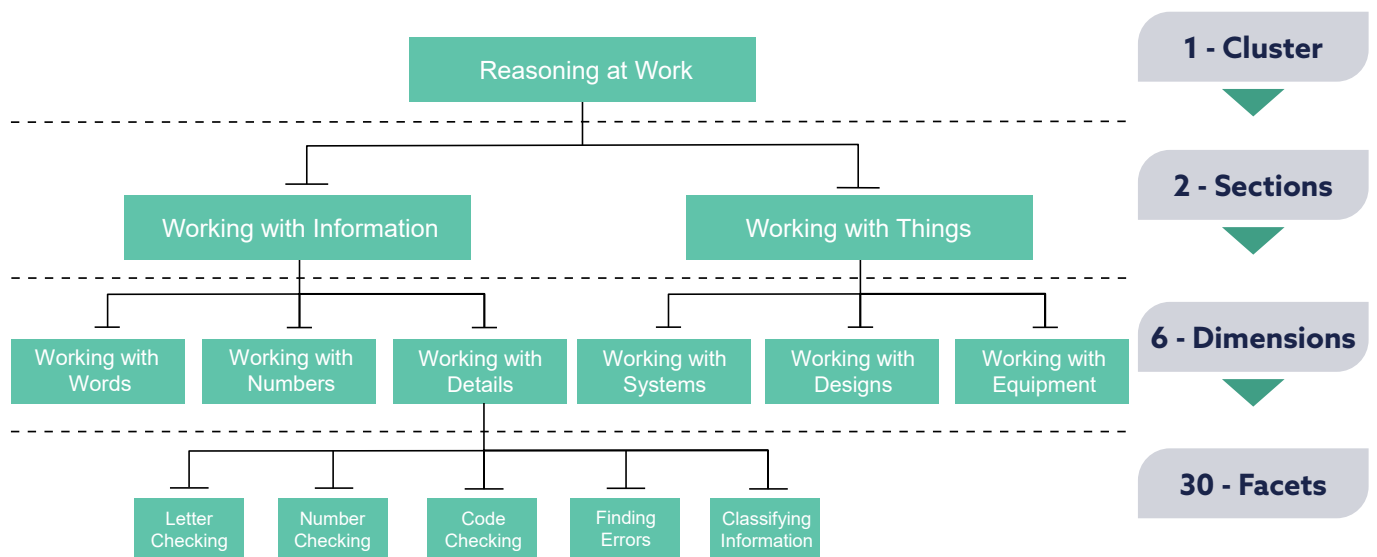 Reasoning at Work
1 - Cluster
Working with Information
Working with Things
2 - Sections
Working with
Words
Working with
Numbers
Working with
Details
Working with
Systems
Working with
Designs
Working with
Equipment
6 - Dimensions
Letter
Checking
Number
Checking
Code
Checking
Finding
Errors
Classifying
Information
30 - Facets